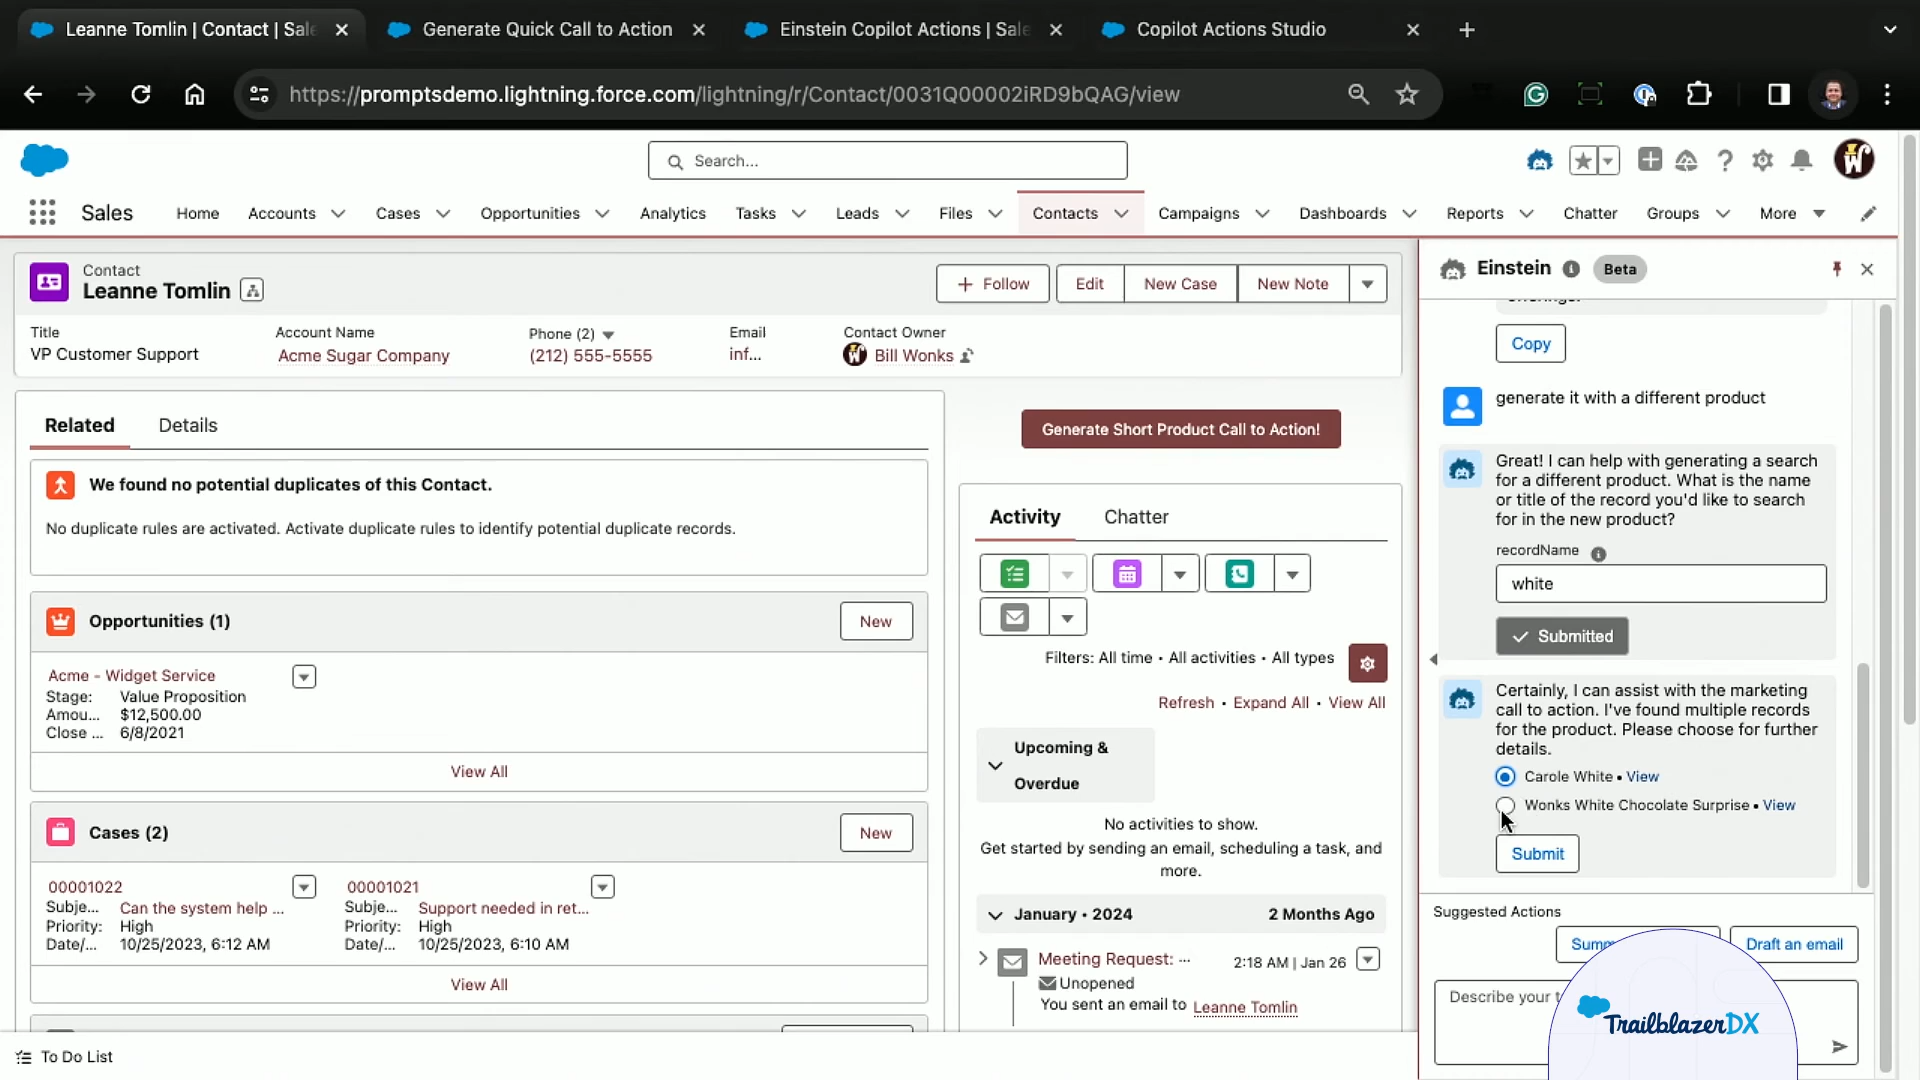 Leanne Tomlin | Contact | Sale
Generate Quick Call to Action
Einstein Copilot Actions | Sale
Copilot Actions Studio
https://promptsdemo.lightning.force.com/lightning/r/Contact/0031Q00002iRD9bQAG/view
Search...
Sales
Home
Accounts
Cases
Opportunities
Analytics
Tasks
Leads
Files
Contacts
Campaigns
Dashboards
Reports
Chatter
Groups
More
Contact
Leanne Tomlin
Follow
Edit
New Case
New Note
Title
VP Customer Support
Account Name
Acme Sugar Company
Phone (2)
(212) 555-5555
Email
inf...
Contact Owner
Bill Wonks
Related
Details
We found no potential duplicates of this Contact.
No duplicate rules are activated. Activate duplicate rules to identify potential duplicate records.
Opportunities (1)
New
Acme - Widget Service
Stage: Value Proposition
Amou... $12,500.00
Close ... 6/8/2021
View All
Cases (2)
New
00001022
Subje... Can the system help ...
Priority: High
Date/... 10/25/2023, 6:12 AM
00001021
Subje... Support needed in ret...
Priority: High
Date/... 10/25/2023, 6:10 AM
View All
To Do List
Generate Short Product Call to Action!
Activity
Chatter
Filters: All time • All activities • All types
Refresh • Expand All • View All
Upcoming &
Overdue
No activities to show.
Get started by sending an email, scheduling a task, and
more.
January • 2024
2 Months Ago
Meeting Request: ...
2:18 AM | Jan 26
Unopened
You sent an email to Leanne Tomlin
Einstein
Beta
Copy
generate it with a different product
Great! I can help with generating a search
for a different product. What is the name
or title of the record you'd like to search
for in the new product?
recordName
white
Submitted
Certainly, I can assist with the marketing
call to action. I've found multiple records
for the product. Please choose for further
details.
Carole White • View
Wonks White Chocolate Surprise • View
Submit
Suggested Actions
Summ
Draft an email
Describe your t
TrailblazerDX